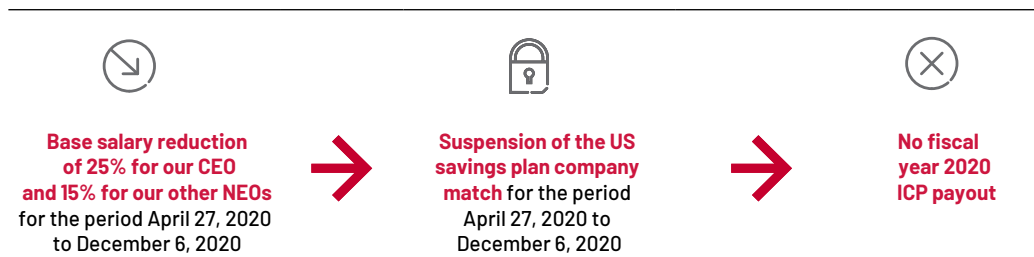 Base salary reduction
of 25% for our CEO
and 15% for our other NEOs
for the period April 27, 2020
to December 6, 2020
Suspension of the US
savings plan company
match for the period
April 27, 2020 to
December 6, 2020
No fiscal
year 2020
ICP payout